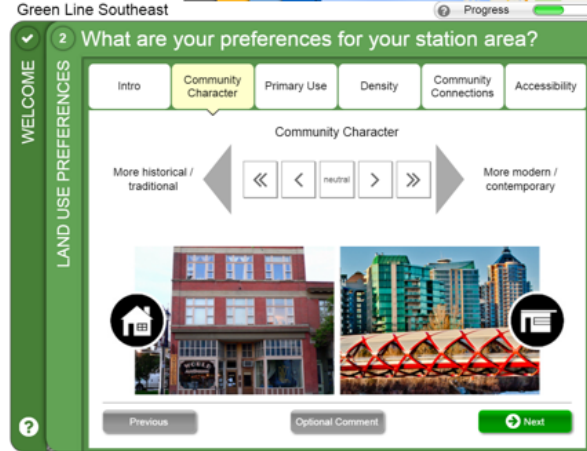 Green Line Southeast
Progress
WELCOME
2
LAND USE PREFERENCES
What are your preferences for your station area?
Intro
Community
Character
Primary Use
Density
Community
Connections
Accessibility
Community Character
More historical /
traditional
neutral
More modern /
contemporary
WORLD
Previous
Optional Comment
Next
?